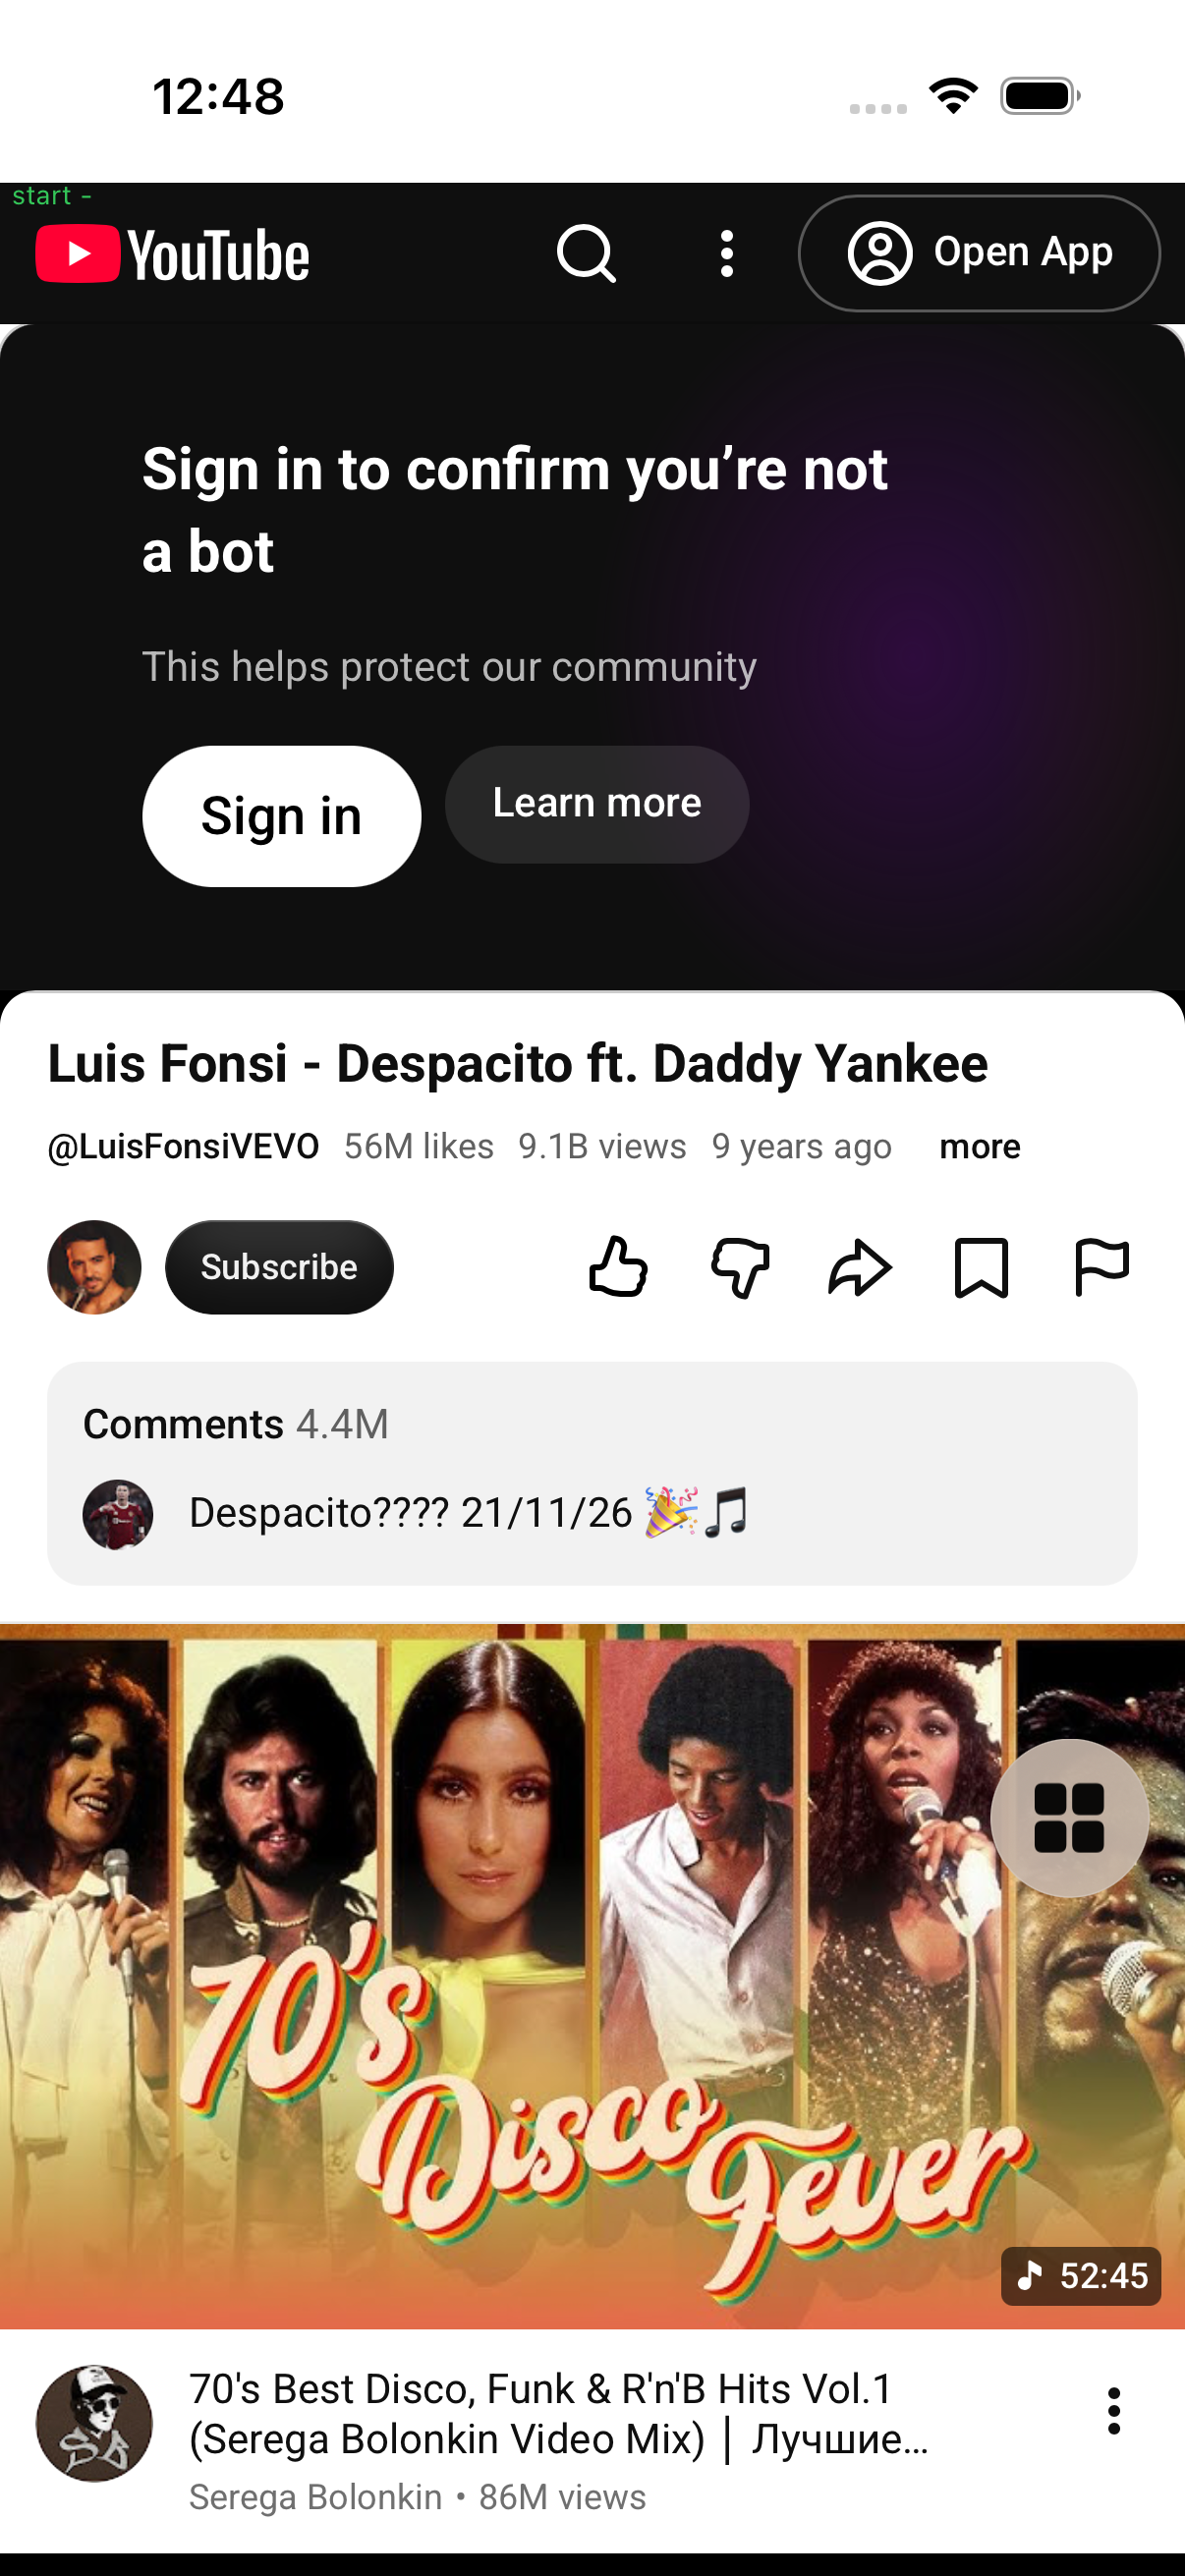 12:48
start -
YouTube
Open App
Sign in to confirm you’re not
a bot
This helps protect our community
Sign in
Learn more
Luis Fonsi - Despacito ft. Daddy Yankee
@LuisFonsiVEVO 56M likes 9.1B views 9 years ago more
Subscribe
Comments 4.4M
Despacito???? 21/11/26 🎉🎵
70's
Disco
Fever
52:45
70's Best Disco, Funk & R'n'B Hits Vol.1
(Serega Bolonkin Video Mix) │ Лучшие...
Serega Bolonkin • 86M views
SB